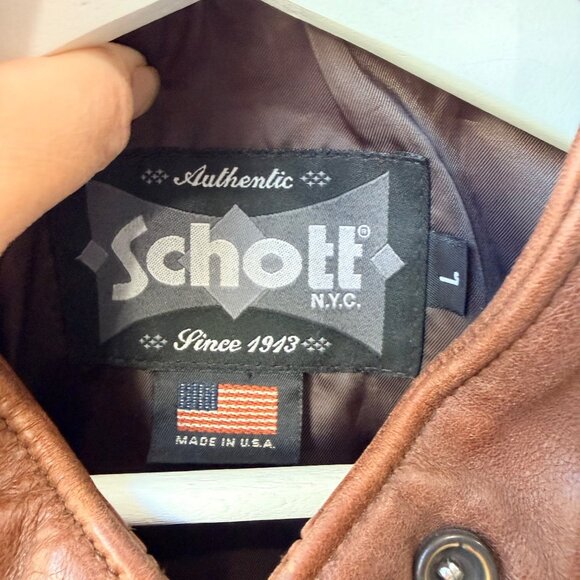 Authentic
Schott®
N.Y.C.
L
Since 1913
MADE IN U.S.A.